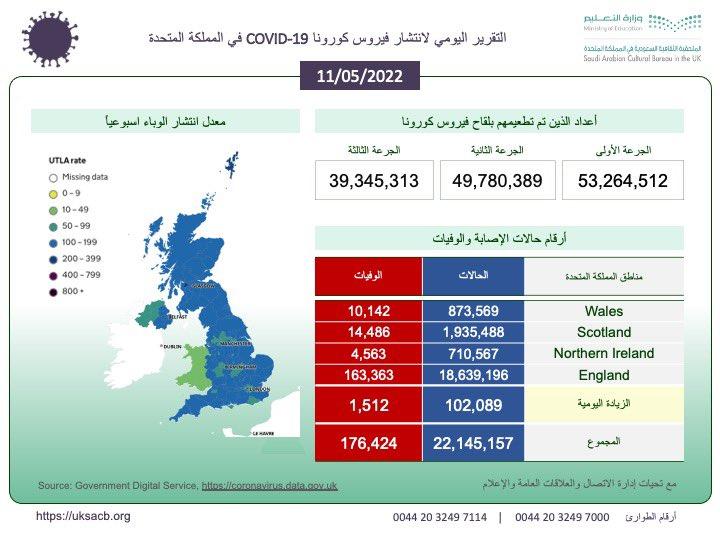 التقرير اليومي لانتشار فيروس كورونا COVID-19 في المملكة المتحدة
وزارة التعليم
Ministry of Education
الملحقية الثقافية السعودية في المملكة المتحدة
Saudi Arabian Cultural Bureau in the UK
11/05/2022
أعداد الذين تم تطعيمهم بلقاح فيروس كورونا
الجرعة الأولى الجرعة الثانية الجرعة الثالثة
53,264,512 49,780,389 39,345,313
أرقام حالات الإصابة والوفيات
مناطق المملكة المتحدة الحالات الوفيات
Wales 873,569 10,142
Scotland 1,935,488 14,486
Northern Ireland 710,567 4,563
England 18,639,196 163,363
الزيادة اليومية 102,089 1,512
المجموع 22,145,157 176,424
معدل انتشار الوباء اسبوعياً
UTLA rate
Missing data
0 – 9
10 – 49
50 – 99
100 – 199
200 – 399
400 – 799
800 +
GLASGOW
BELFAST
DUBLIN
MANCHESTER
BIRMINGHAM
LONDON
LE HAVRE
مع تحيات إدارة الاتصال والعلاقات العامة والإعلام
Source: Government Digital Service, https://coronavirus.data.gov.uk
أرقام الطوارئ 0044 20 3249 7000 | 0044 20 3249 7114
https://uksacb.org